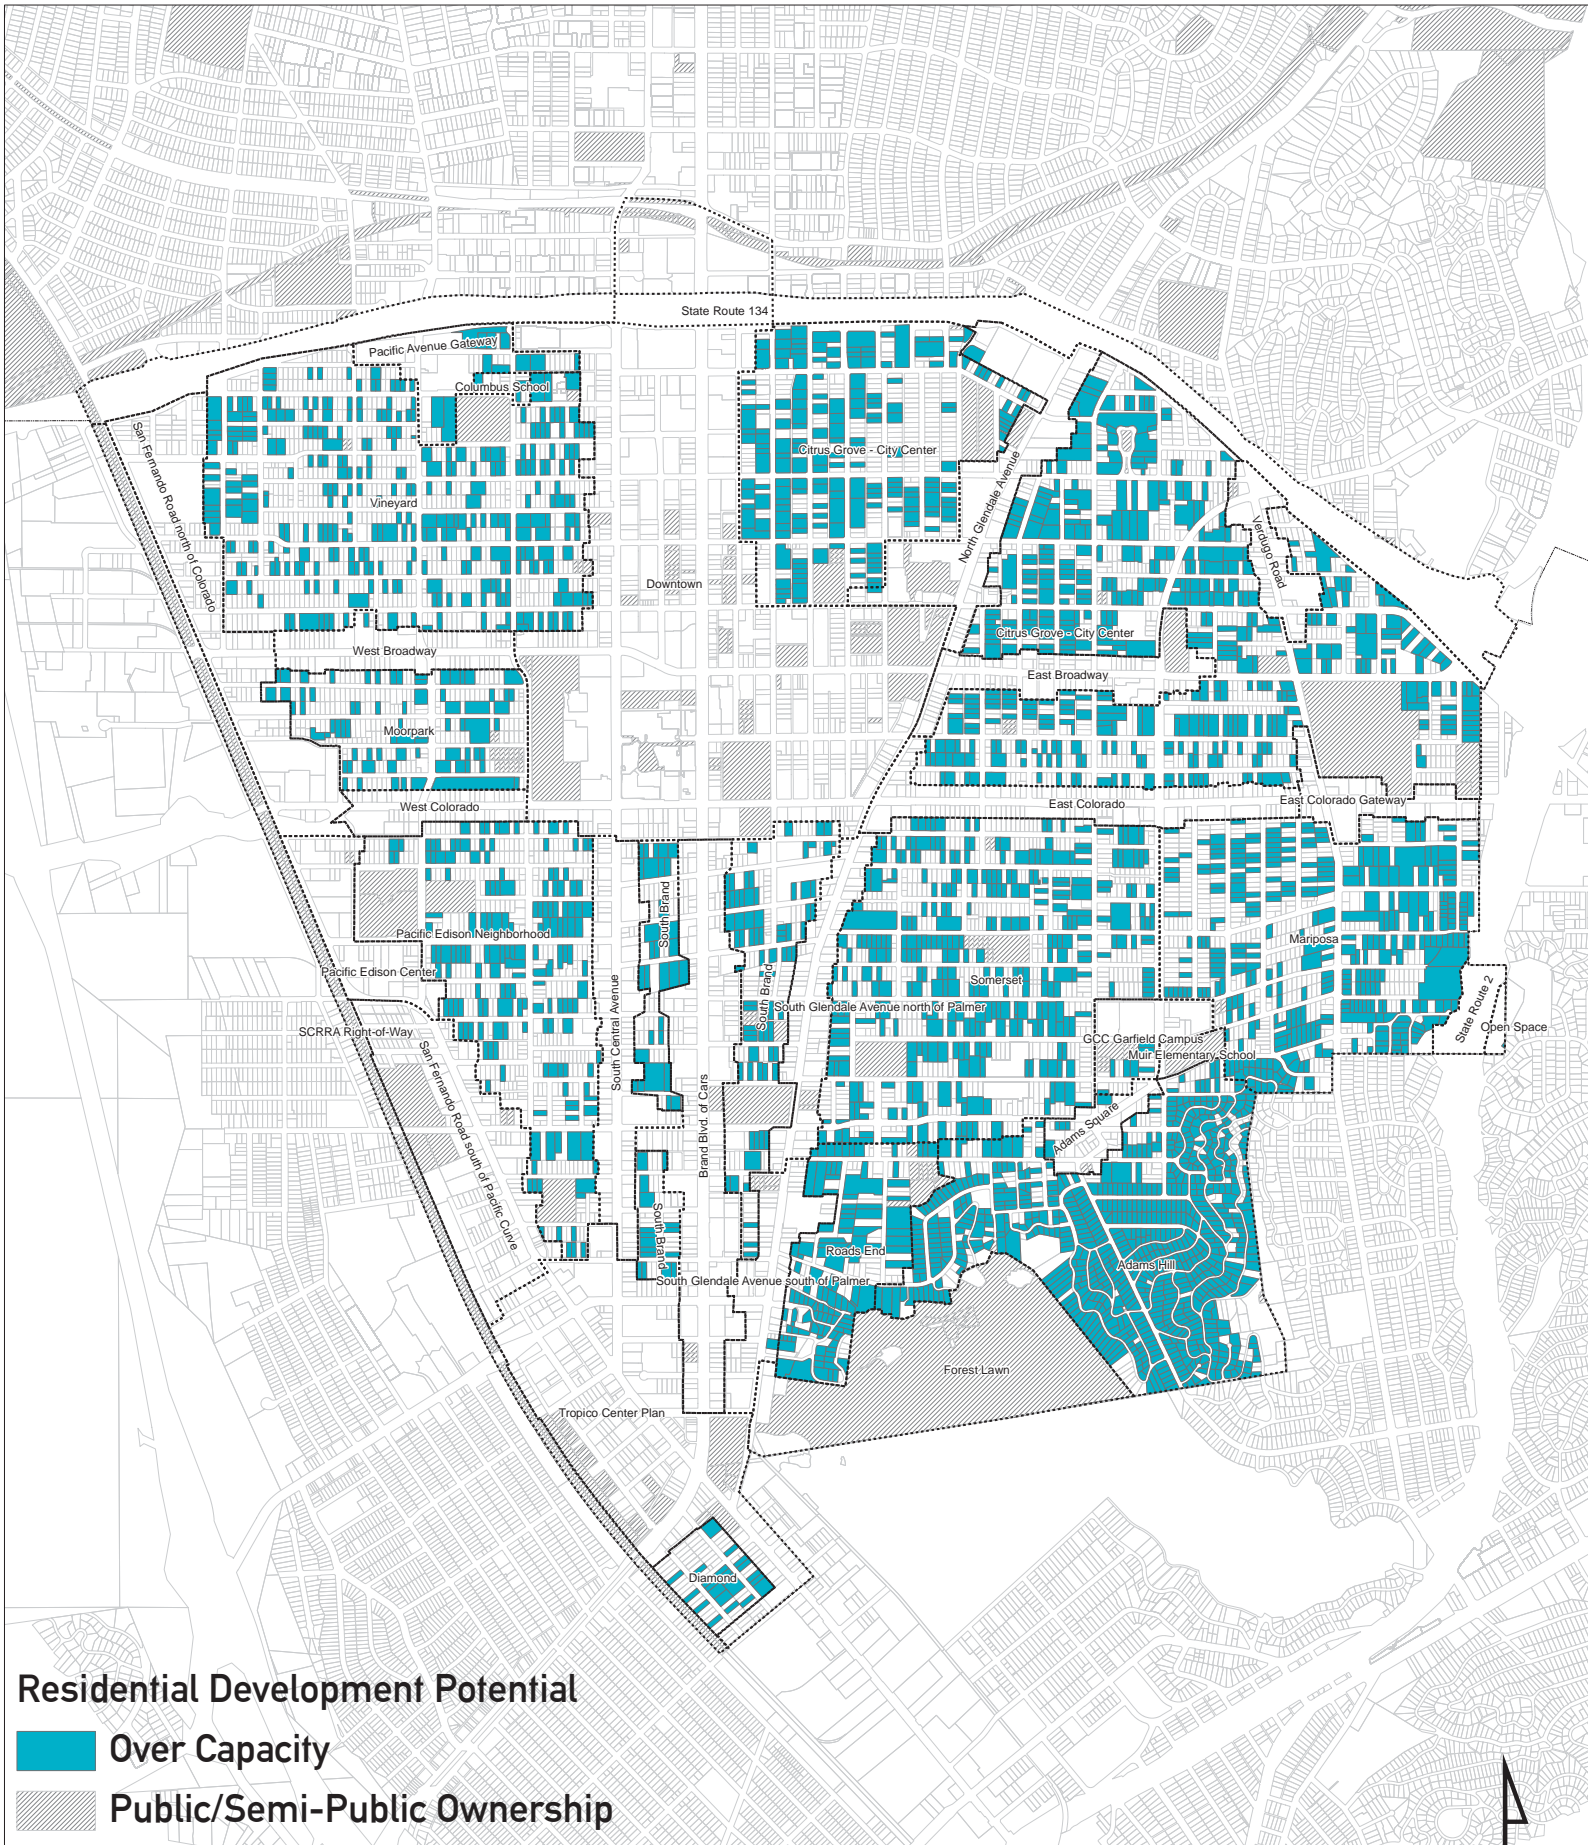 State Route 134
Pacific Avenue Gateway
Columbus School
San Fernando Road north of Colorado
Citrus Grove - City Center
North Glendale Avenue
Vineyard
Verdugo Road
Downtown
Citrus Grove - City Center
West Broadway
East Broadway
Moorpark
West Colorado
East Colorado
East Colorado Gateway
South Brand
Pacific Edison Neighborhood
Mariposa
Pacific Edison Center
Somerset
South Brand
South Glendale Avenue north of Palmer
State Route 2
Open Space
SCRRA Right-of-Way
South Central Avenue
GCC Garfield Campus
Muir Elementary School
San Fernando Road south of Pacific Curve
Brand Blvd. of Cars
Adams Square
South Brand
Roads End
Adams Hill
South Glendale Avenue south of Palmer
Forest Lawn
Tropico Center Plan
Diamond
Residential Development Potential
Over Capacity
Public/Semi-Public Ownership